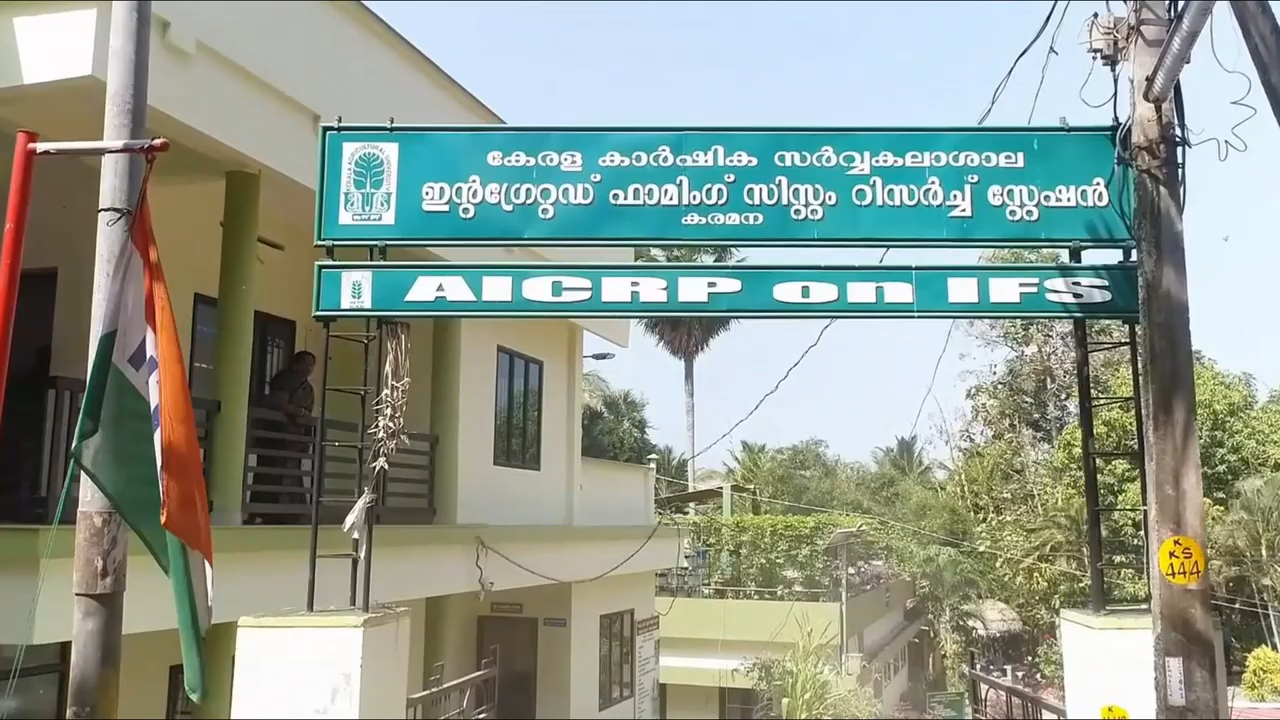 കേരള കാർഷിക സർവ്വകലാശാല
ഇന്റഗ്രേറ്റഡ് ഫാമിംഗ് സിസ്റ്റം റിസർച്ച് സ്റ്റേഷൻ
കരമന
AICRP on IFS
K
KS
444